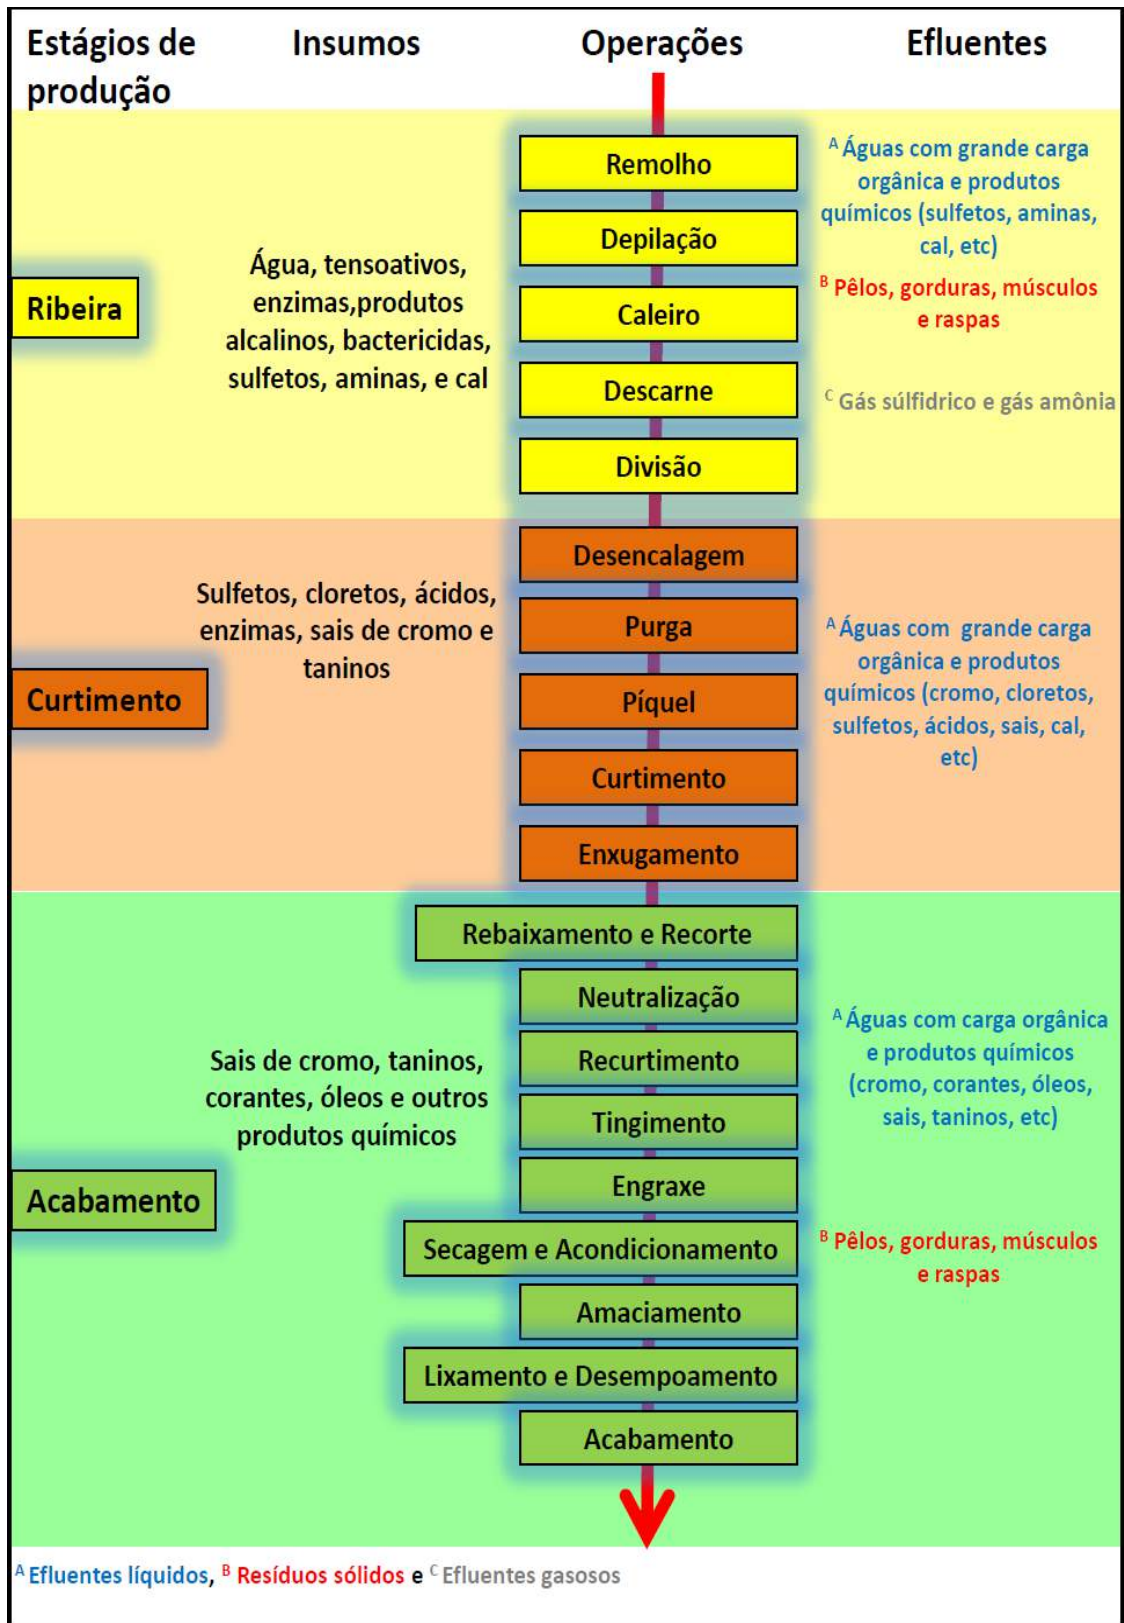 Estágios de
produção
Insumos
Operações
Efluentes
Ribeira
Água, tensoativos,
enzimas,produtos
alcalinos, bactericidas,
sulfetos, aminas, e cal
Remolho
Depilação
Caleiro
Descarne
Divisão
A Águas com grande carga
orgânica e produtos
químicos (sulfetos, aminas,
cal, etc)
B Pêlos, gorduras, músculos
e raspas
C Gás súlfidrico e gás amônia
Curtimento
Sulfetos, cloretos, ácidos,
enzimas, sais de cromo e
taninos
Desencalagem
Purga
Píquel
Curtimento
Enxugamento
A Águas com grande carga
orgânica e produtos
químicos (cromo, cloretos,
sulfetos, ácidos, sais, cal,
etc)
Acabamento
Sais de cromo, taninos,
corantes, óleos e outros
produtos químicos
Rebaixamento e Recorte
Neutralização
Recurtimento
Tingimento
Engraxe
Secagem e Acondicionamento
Amaciamento
Lixamento e Desempoamento
Acabamento
A Águas com carga orgânica
e produtos químicos
(cromo, corantes, óleos,
sais, taninos, etc)
B Pêlos, gorduras, músculos
e raspas
A Efluentes líquidos, B Resíduos sólidos e C Efluentes gasosos